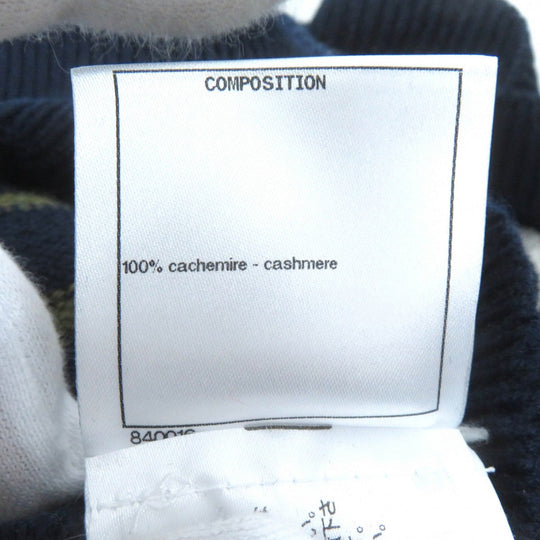 COMPOSITION
100% cachemire - cashmere